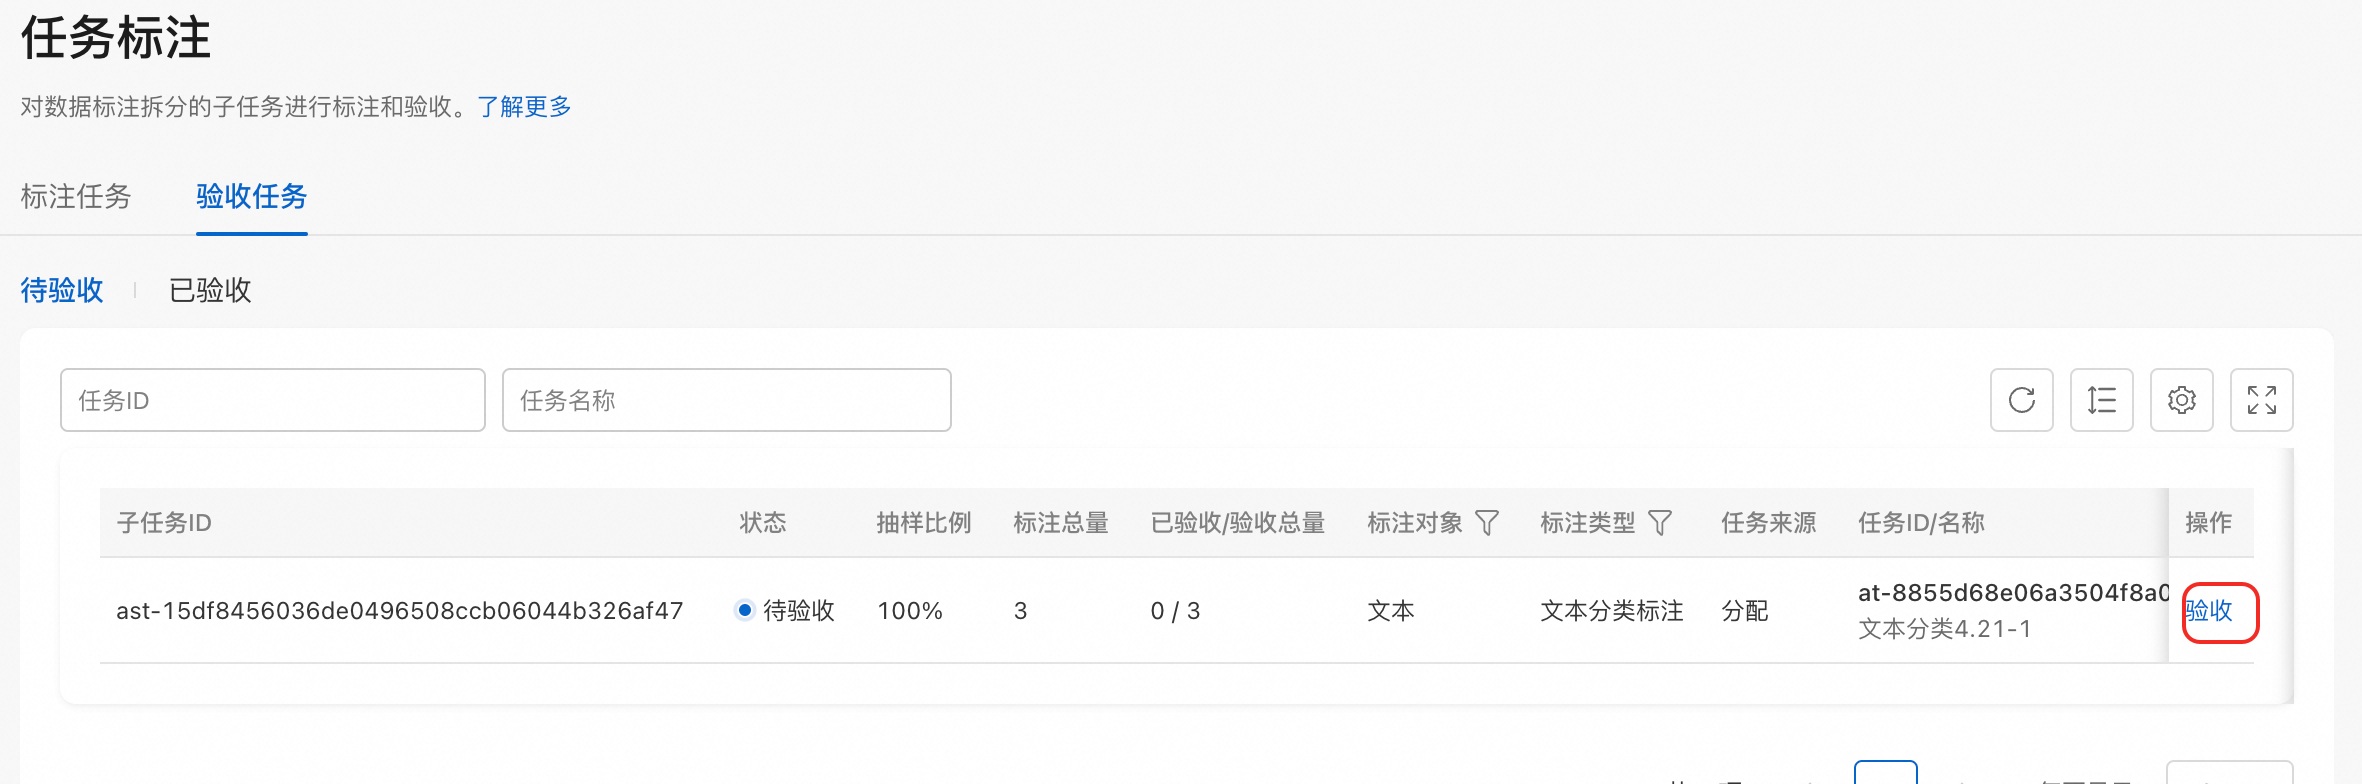 任务标注
对数据标注拆分的子任务进行标注和验收。了解更多
标注任务 验收任务
待验收 已验收
任务ID 任务名称
子任务ID 状态 抽样比例 标注总量 已验收/验收总量 标注对象 标注类型 任务来源 任务ID/名称 操作
ast-15df8456036de0496508ccb06044b326af47 待验收 100% 3 0 / 3 文本 文本分类标注 分配 at-8855d68e06a3504f8a0 验收
文本分类4.21-1